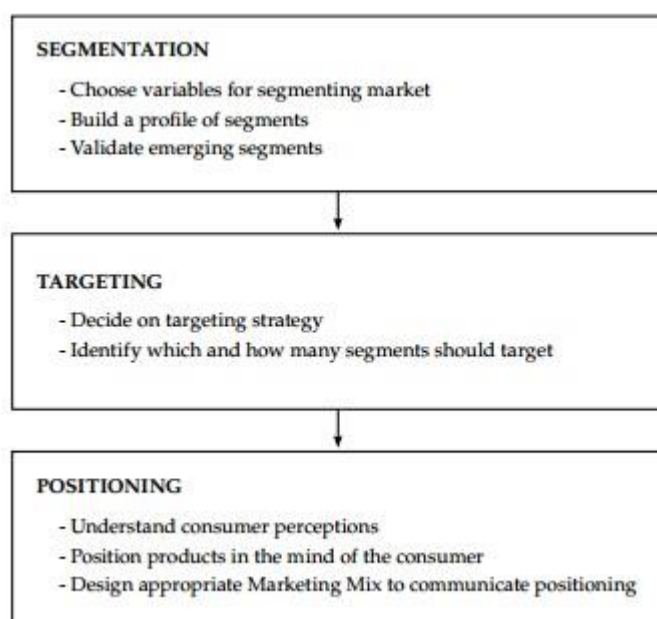 SEGMENTATION
- Choose variables for segmenting market
- Build a profile of segments
- Validate emerging segments
TARGETING
- Decide on targeting strategy
- Identify which and how many segments should target
POSITIONING
- Understand consumer perceptions
- Position products in the mind of the consumer
- Design appropriate Marketing Mix to communicate positioning